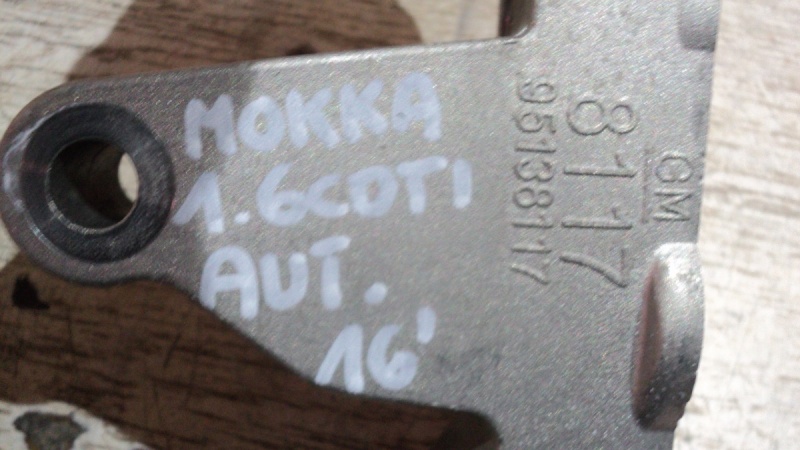 MOKKA
1.6CDTI
AUT.
16'
GM
8117
95138117